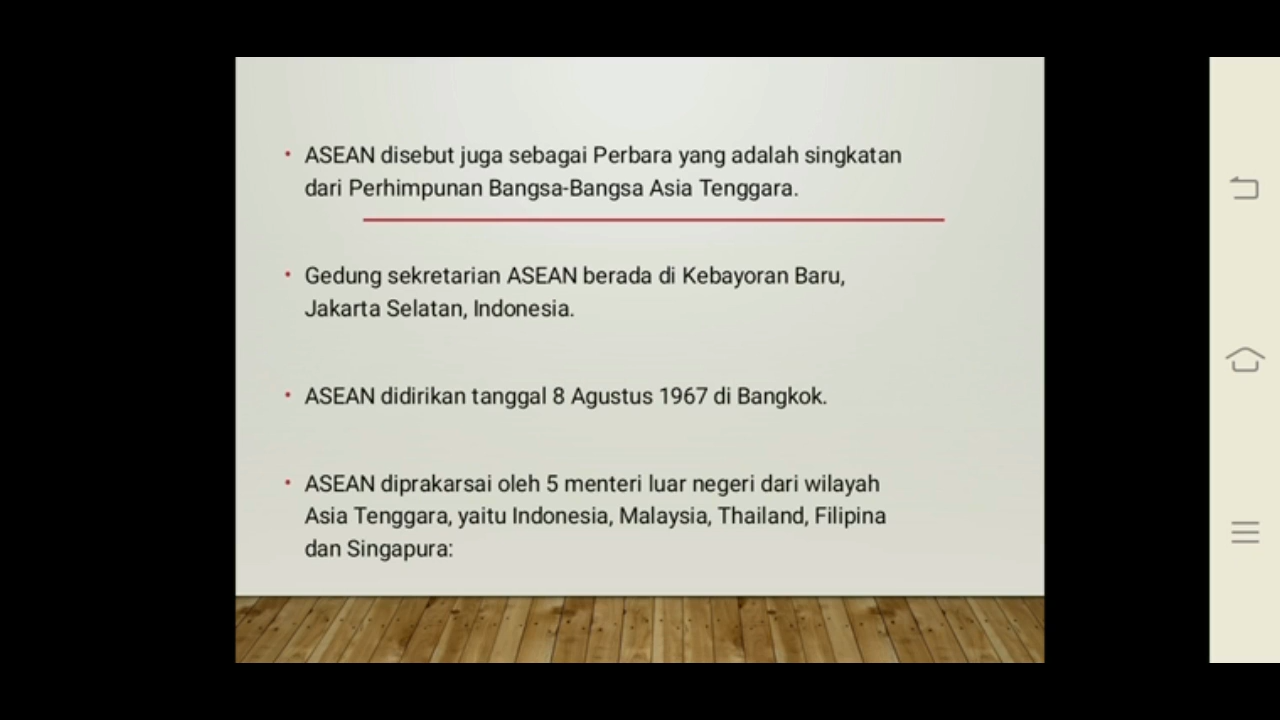 • ASEAN disebut juga sebagai Perbara yang adalah singkatan
dari Perhimpunan Bangsa-Bangsa Asia Tenggara.
• Gedung sekretarian ASEAN berada di Kebayoran Baru,
Jakarta Selatan, Indonesia.
• ASEAN didirikan tanggal 8 Agustus 1967 di Bangkok.
• ASEAN diprakarsai oleh 5 menteri luar negeri dari wilayah
Asia Tenggara, yaitu Indonesia, Malaysia, Thailand, Filipina
dan Singapura: